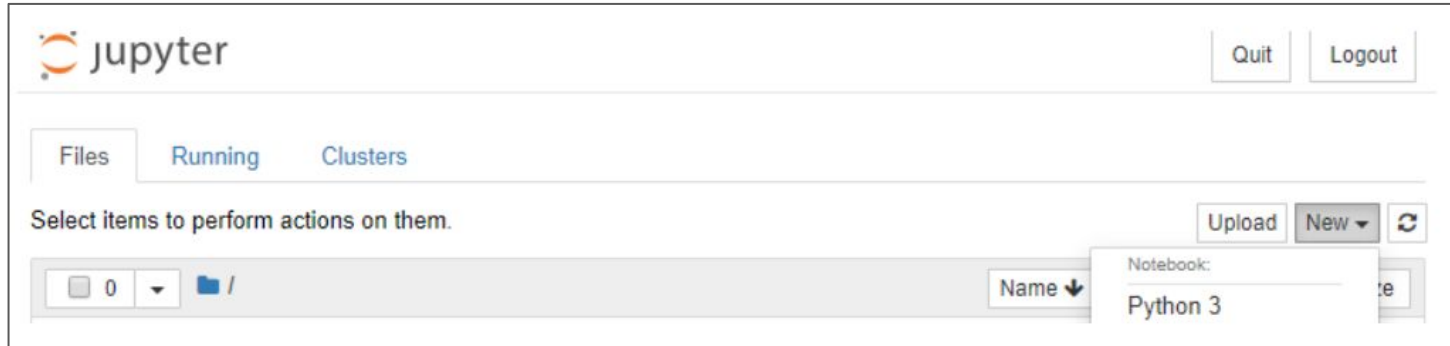 jupyter
Quit Logout
Files Running Clusters
Select items to perform actions on them.
Upload New
0 / Name
Notebook:
Python 3